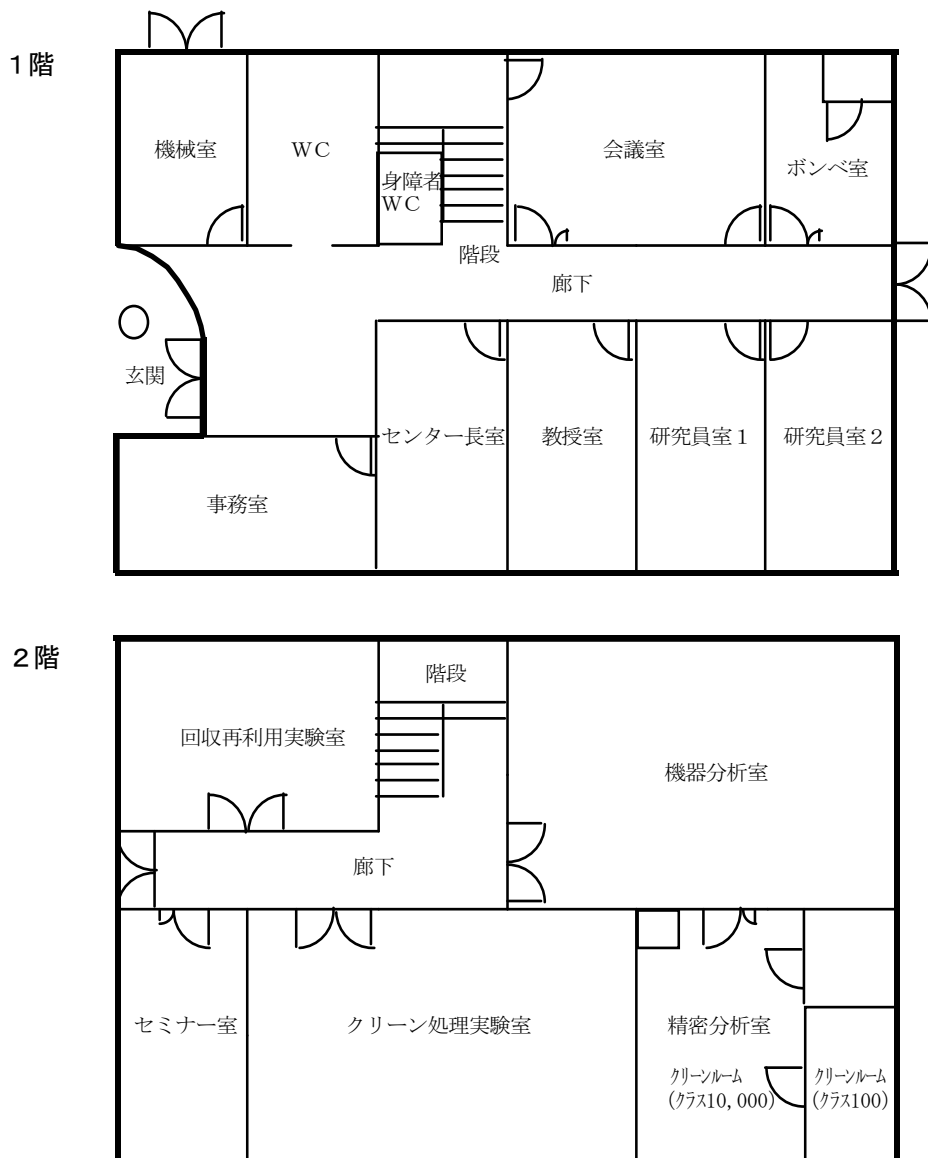 1階
機械室
WC
身障者
WC
階段
会議室
ボンベ室
廊下
玄関
センター長室
教授室
研究員室1
研究員室2
事務室
2階
階段
回収再利用実験室
機器分析室
廊下
セミナー室
クリーン処理実験室
精密分析室
クリーンルーム
(クラス10,000)
クリーンルーム
(クラス100)